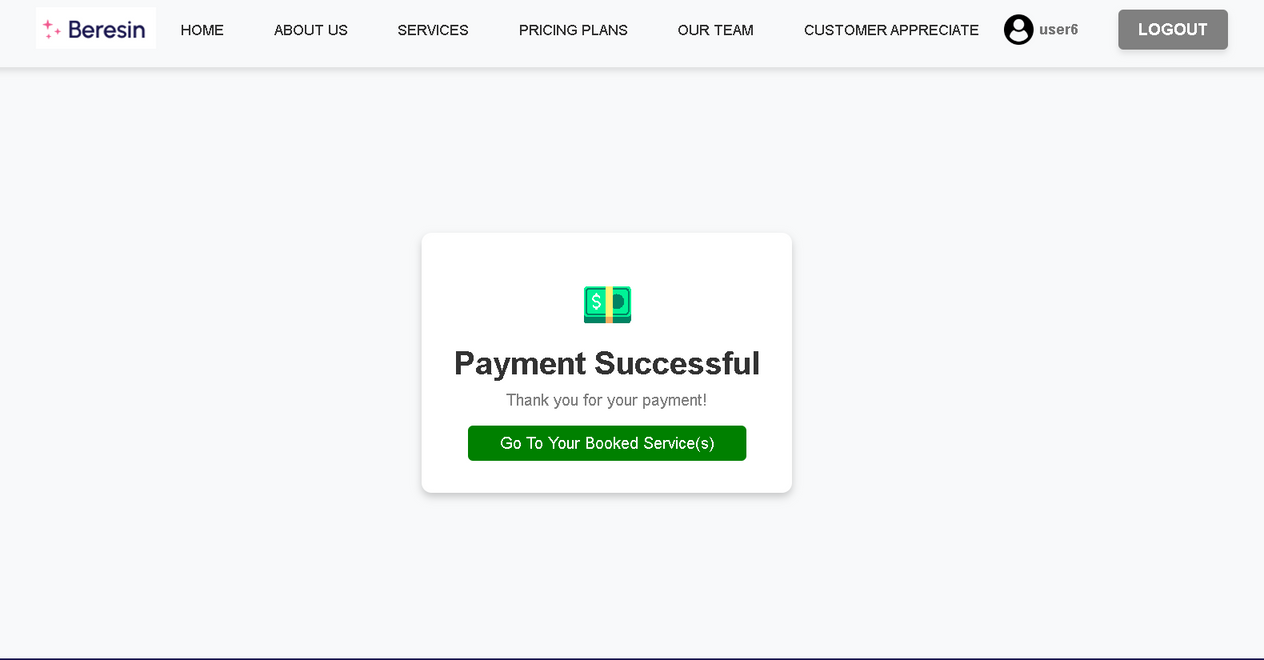 Beresin
HOME
ABOUT US
SERVICES
PRICING PLANS
OUR TEAM
CUSTOMER APPRECIATE
user6
LOGOUT
$
Payment Successful
Thank you for your payment!
Go To Your Booked Service(s)